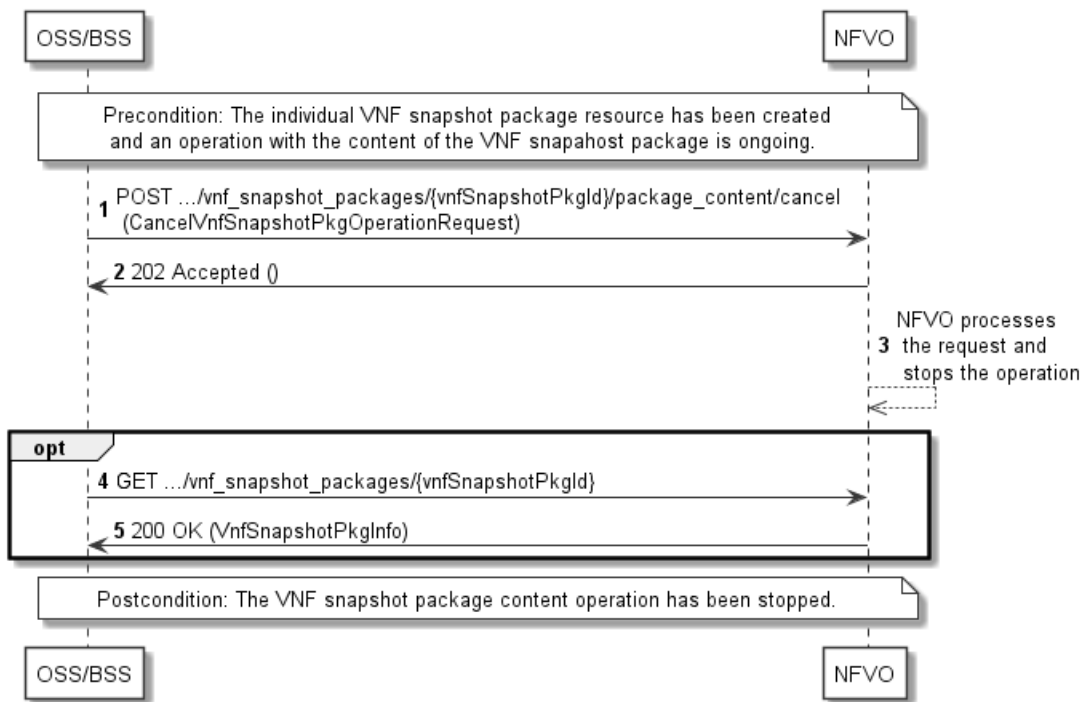 OSS/BSS
NFVO
Precondition: The individual VNF snapshot package resource has been created
and an operation with the content of the VNF snapahost package is ongoing.
1 POST .../vnf_snapshot_packages/{vnfSnapshotPkgId}/package_content/cancel
(CancelVnfSnapshotPkgOperationRequest)
2 202 Accepted ()
NFVO processes
3 the request and
stops the operation
opt
4 GET .../vnf_snapshot_packages/{vnfSnapshotPkgId}
5 200 OK (VnfSnapshotPkgInfo)
Postcondition: The VNF snapshot package content operation has been stopped.
OSS/BSS
NFVO